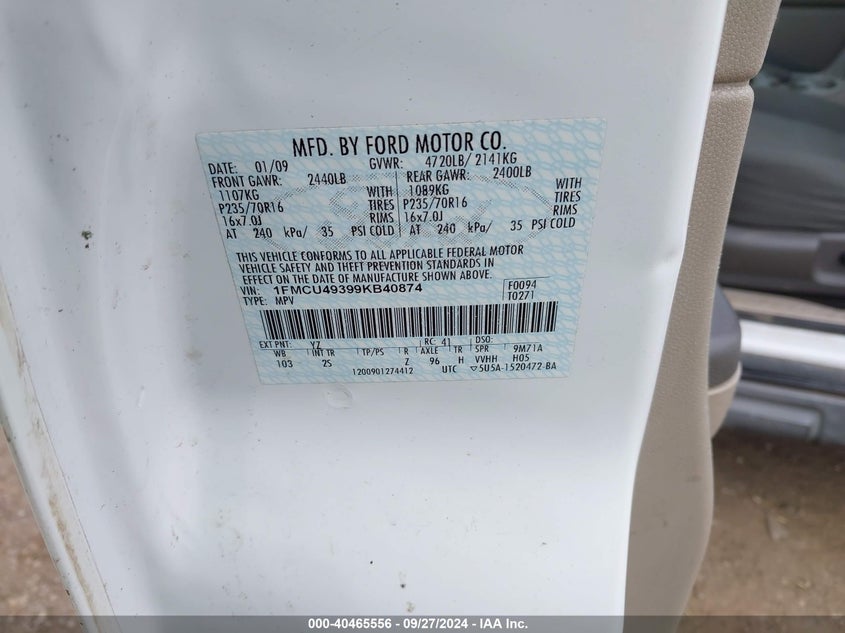 MFD. BY FORD MOTOR CO.
DATE: 01/09 GVWR: 4720LB/ 2141KG
FRONT GAWR: 2440LB REAR GAWR: 2400LB
1107KG WITH 1089KG WITH
P235/70R16 TIRES P235/70R16 TIRES
16x7.0J RIMS 16x7.0J RIMS
AT 240 kPa/ 35 PSI COLD AT 240 kPa/ 35 PSI COLD
THIS VEHICLE CONFORMS TO ALL APPLICABLE FEDERAL MOTOR
VEHICLE SAFETY AND THEFT PREVENTION STANDARDS IN
EFFECT ON THE DATE OF MANUFACTURE SHOWN ABOVE.
VIN: 1FMCU49399KB40874 F0094
TYPE: MPV T0271
EXT PNT: YZ RC: 41 DSO:
WB INT TR TP/PS R AXLE TR SPR 9M71A
103 2S Z 96 H VVHH H05
1200901274412 UTC ▽5U5A-1520472-BA
000-40465556 - 09/27/2024 - IAA Inc.